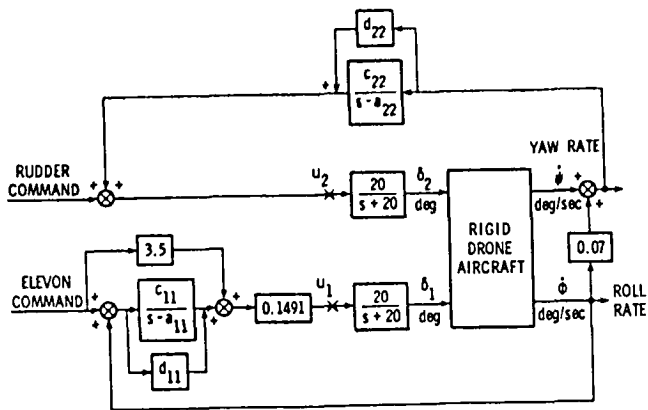 d22
+
c22
s - a22
YAW RATE
RUDDER
COMMAND
+ +
u2
20
s + 20
δ2
deg
ψ̇
deg/sec
+
+
RIGID
DRONE
AIRCRAFT
0.07
3.5
ELEVON
COMMAND
+
+
c11
s - a11
+
+
0.1491
u1
20
s + 20
δ1
deg
φ̇
deg/sec
ROLL
RATE
d11